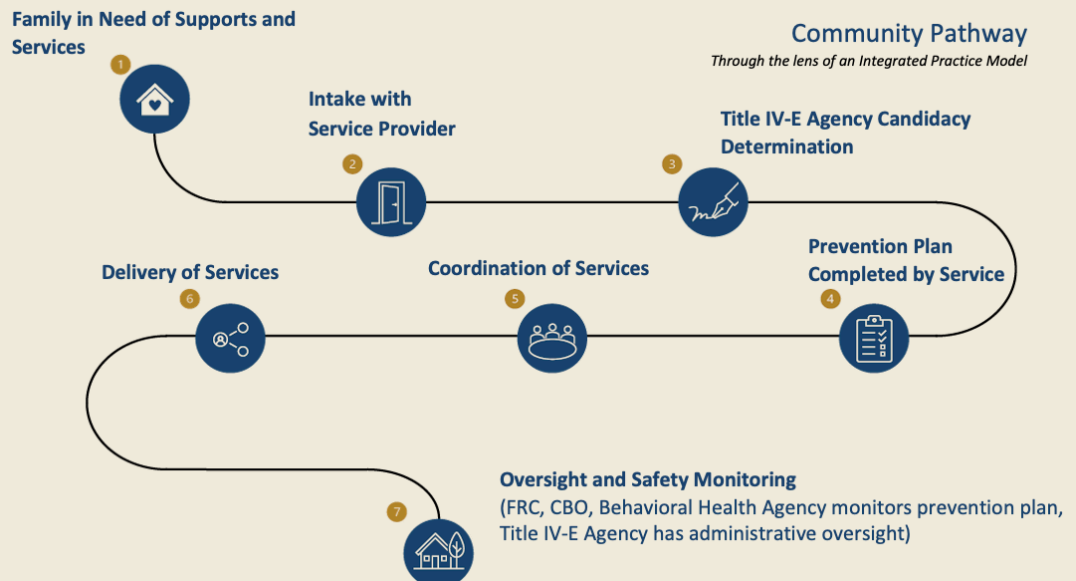 Family in Need of Supports and
Services
Community Pathway
Through the lens of an Integrated Practice Model
1
Intake with
Service Provider
2
Title IV-E Agency Candidacy
Determination
3
Prevention Plan
Completed by Service
4
Coordination of Services
5
Delivery of Services
6
Oversight and Safety Monitoring
(FRC, CBO, Behavioral Health Agency monitors prevention plan,
Title IV-E Agency has administrative oversight)
7